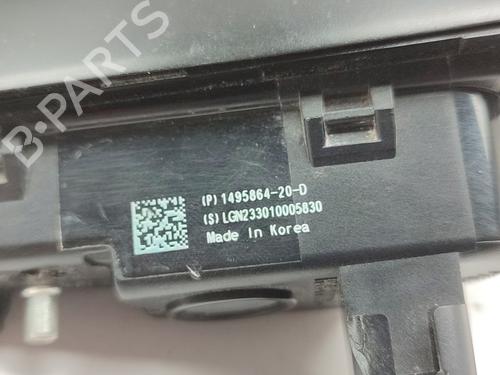 B-PARTS
(P) 1495864-20-D
(S) LGN233010005830
Made In Korea